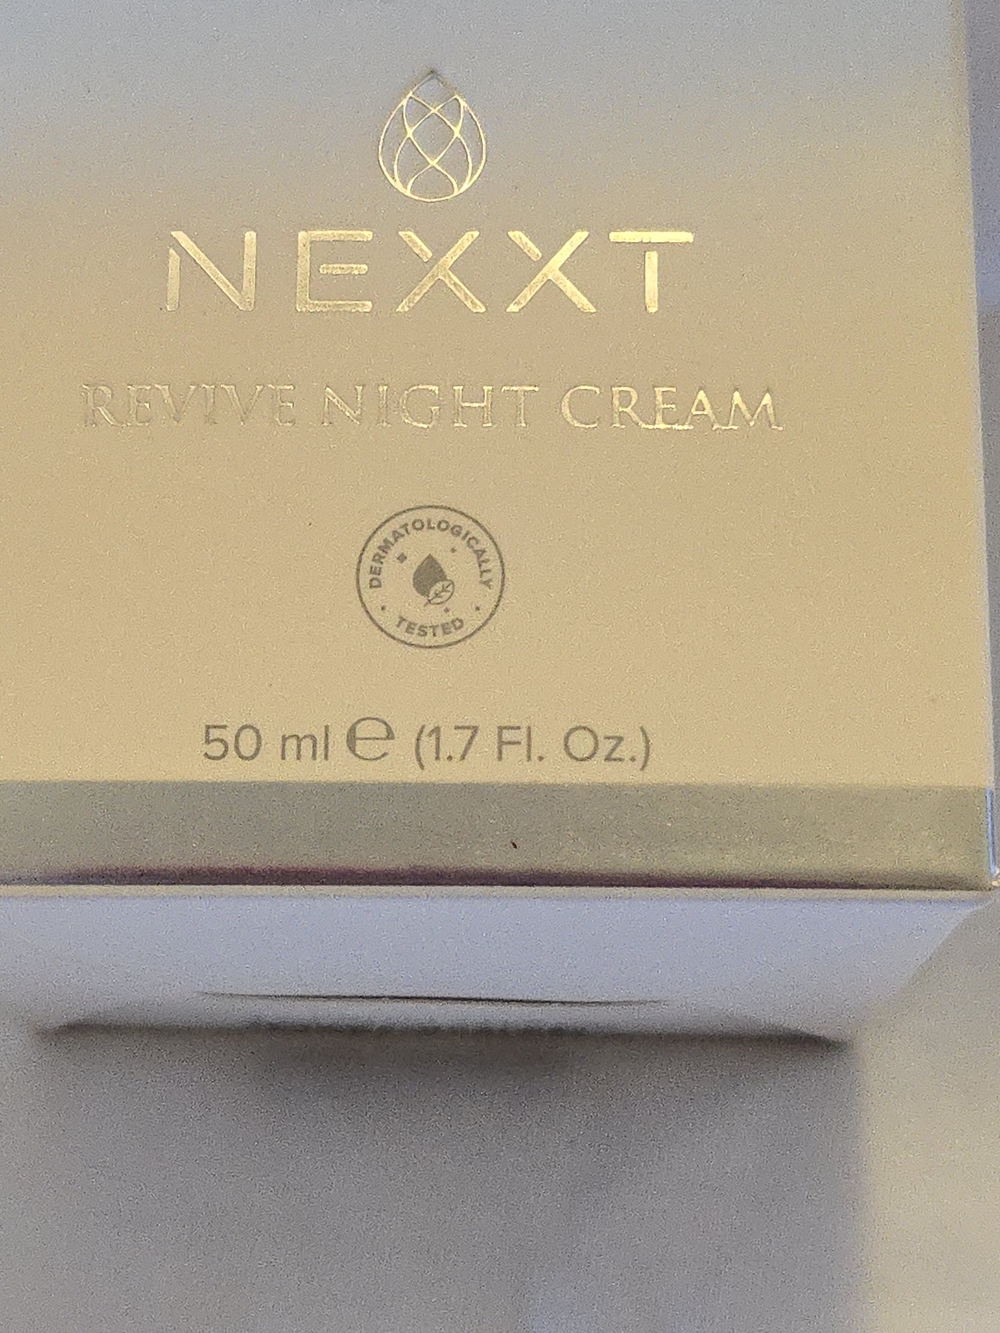 NEXXT
REVIVE NIGHT CREAM
DERMATOLOGICALLY
TESTED
50 ml ℮ (1.7 Fl. Oz.)